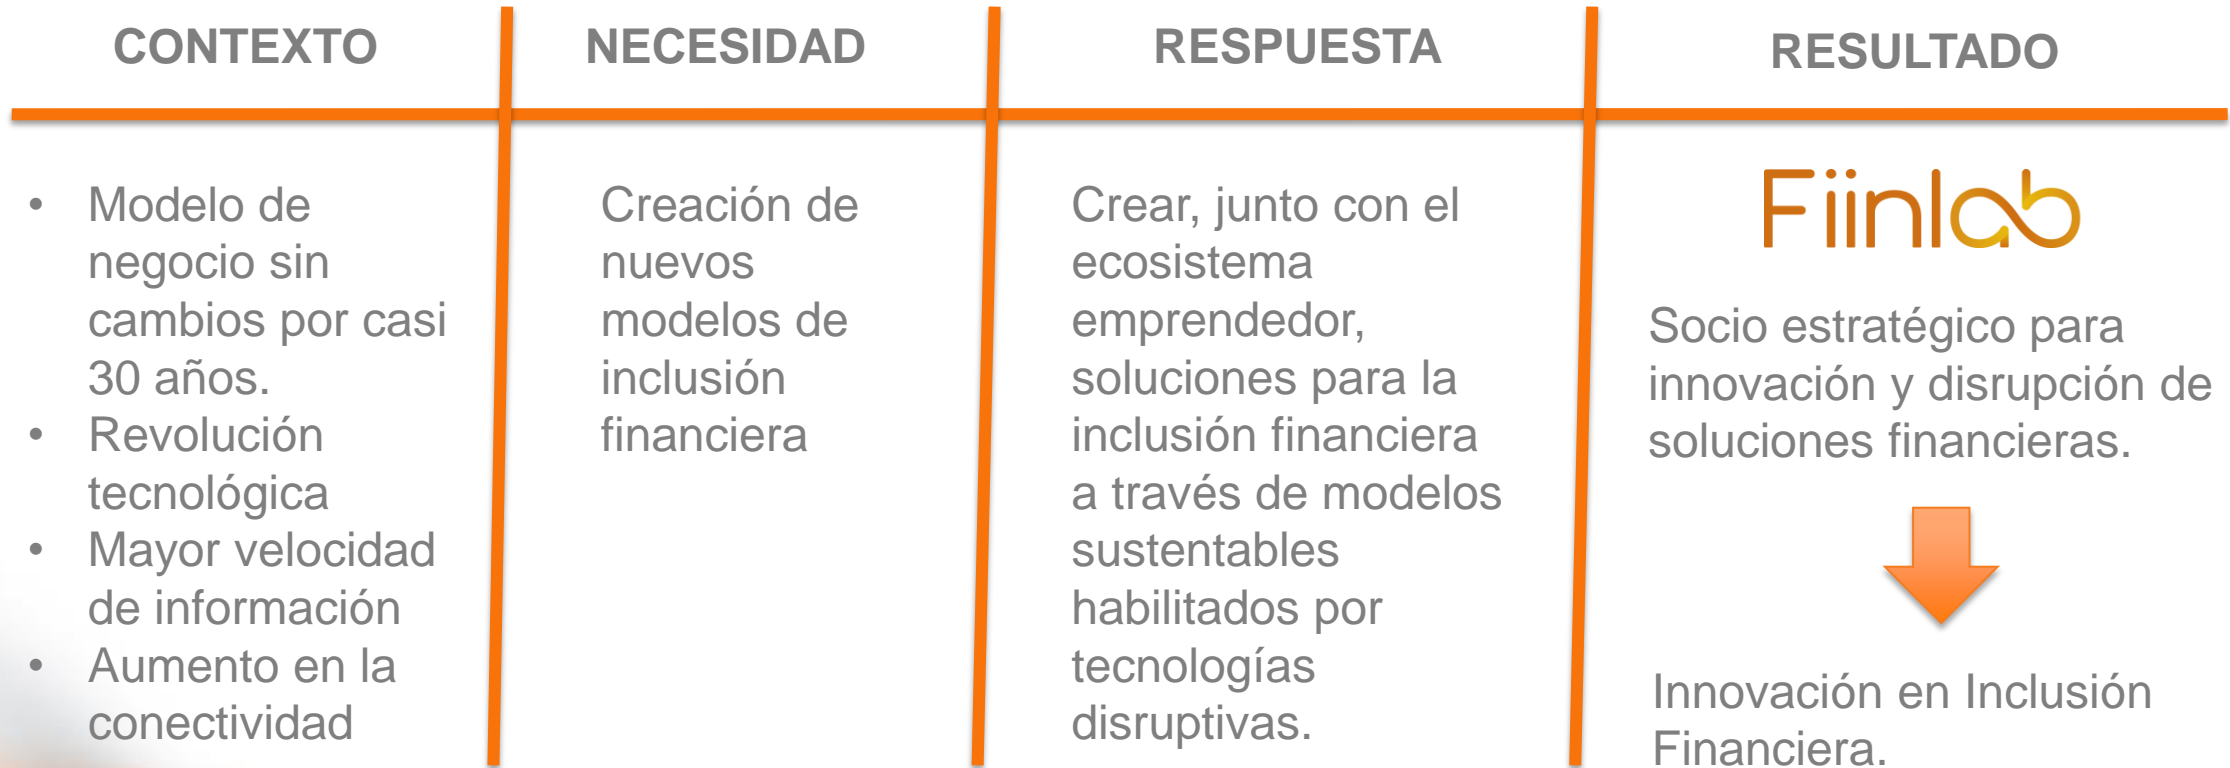 CONTEXTO
NECESIDAD
RESPUESTA
RESULTADO
• Modelo de
negocio sin
cambios por casi
30 años.
• Revolución
tecnológica
• Mayor velocidad
de información
• Aumento en la
conectividad
Creación de
nuevos
modelos de
inclusión
financiera
Crear, junto con el
ecosistema
emprendedor,
soluciones para la
inclusión financiera
a través de modelos
sustentables
habilitados por
tecnologías
disruptivas.
Fiinlab
Socio estratégico para
innovación y disrupción de
soluciones financieras.
Innovación en Inclusión
Financiera.